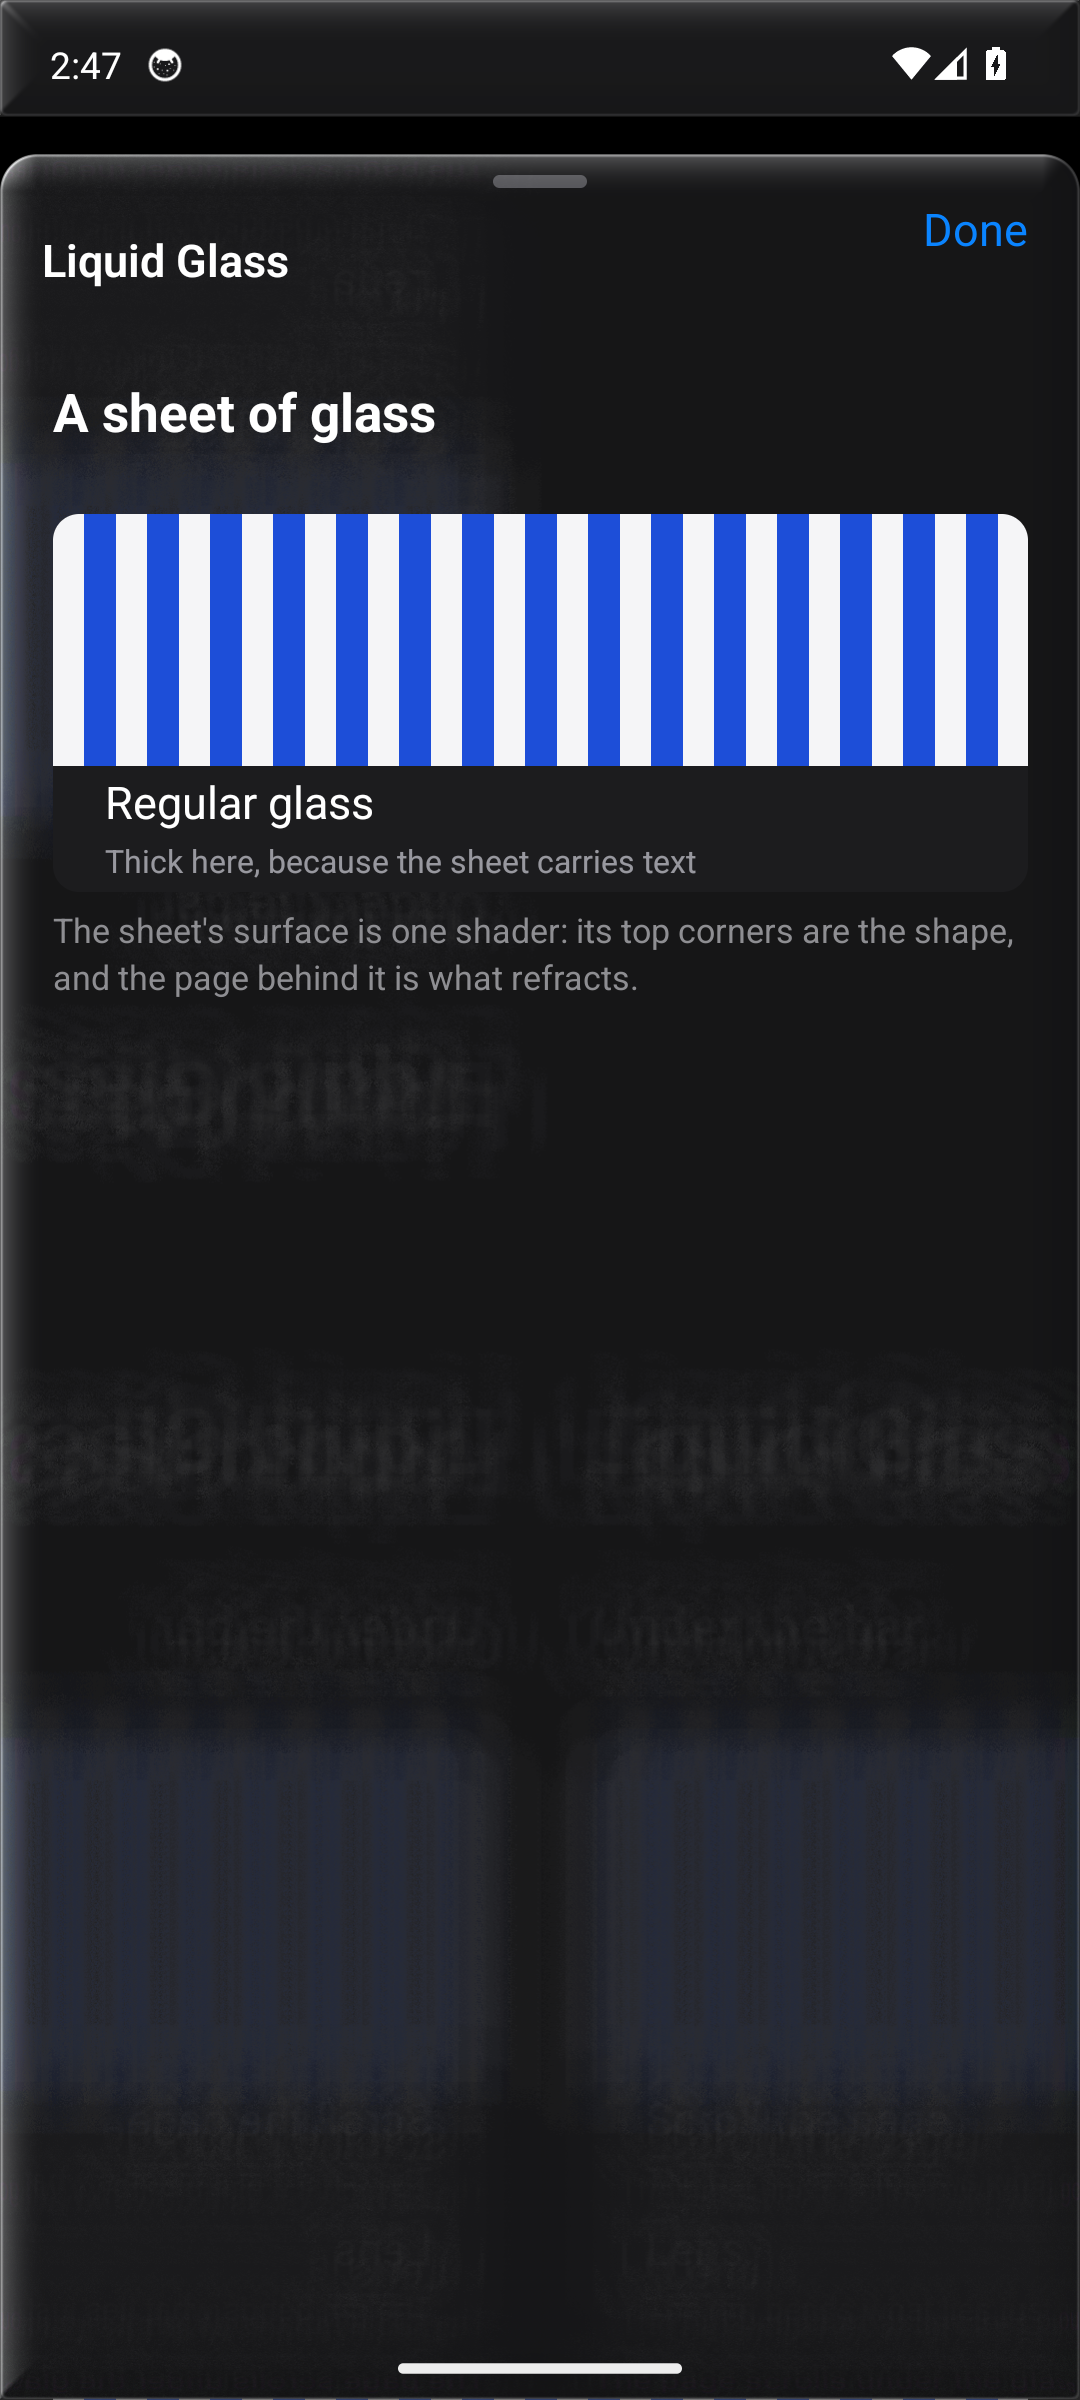 2:47
Done
Liquid Glass
A sheet of glass
Regular glass
Thick here, because the sheet carries text
The sheet's surface is one shader: its top corners are the shape,
and the page behind it is what refracts.